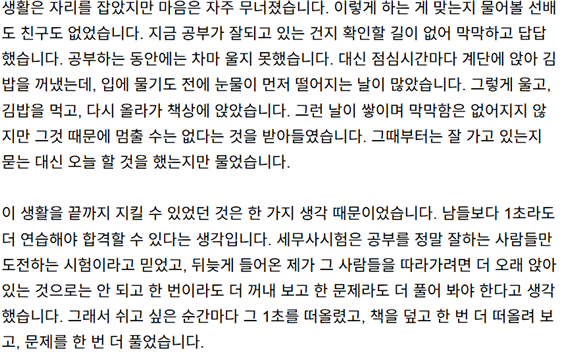 생활은 자리를 잡았지만 마음은 자주 무너졌습니다. 이렇게 하는 게 맞는지 물어볼 선배
도 친구도 없었습니다. 지금 공부가 잘되고 있는 건지 확인할 길이 없어 막막하고 답답
했습니다. 공부하는 동안에는 차마 울지 못했습니다. 대신 점심시간마다 계단에 앉아 김
밥을 꺼냈는데, 입에 물기도 전에 눈물이 먼저 떨어지는 날이 많았습니다. 그렇게 울고,
김밥을 먹고, 다시 올라가 책상에 앉았습니다. 그런 날이 쌓이며 막막함은 없어지지 않
지만 그것 때문에 멈출 수는 없다는 것을 받아들였습니다. 그때부터는 잘 가고 있는지
묻는 대신 오늘 할 것을 했는지만 물었습니다.
이 생활을 끝까지 지킬 수 있었던 것은 한 가지 생각 때문이었습니다. 남들보다 1초라도
더 연습해야 합격할 수 있다는 생각입니다. 세무사시험은 공부를 정말 잘하는 사람들만
도전하는 시험이라고 믿었고, 뒤늦게 들어온 제가 그 사람들을 따라가려면 더 오래 앉아
있는 것으로는 안 되고 한 번이라도 더 꺼내 보고 한 문제라도 더 풀어 봐야 한다고 생각
했습니다. 그래서 쉬고 싶은 순간마다 그 1초를 떠올렸고, 책을 덮고 한 번 더 떠올려 보
고, 문제를 한 번 더 풀었습니다.